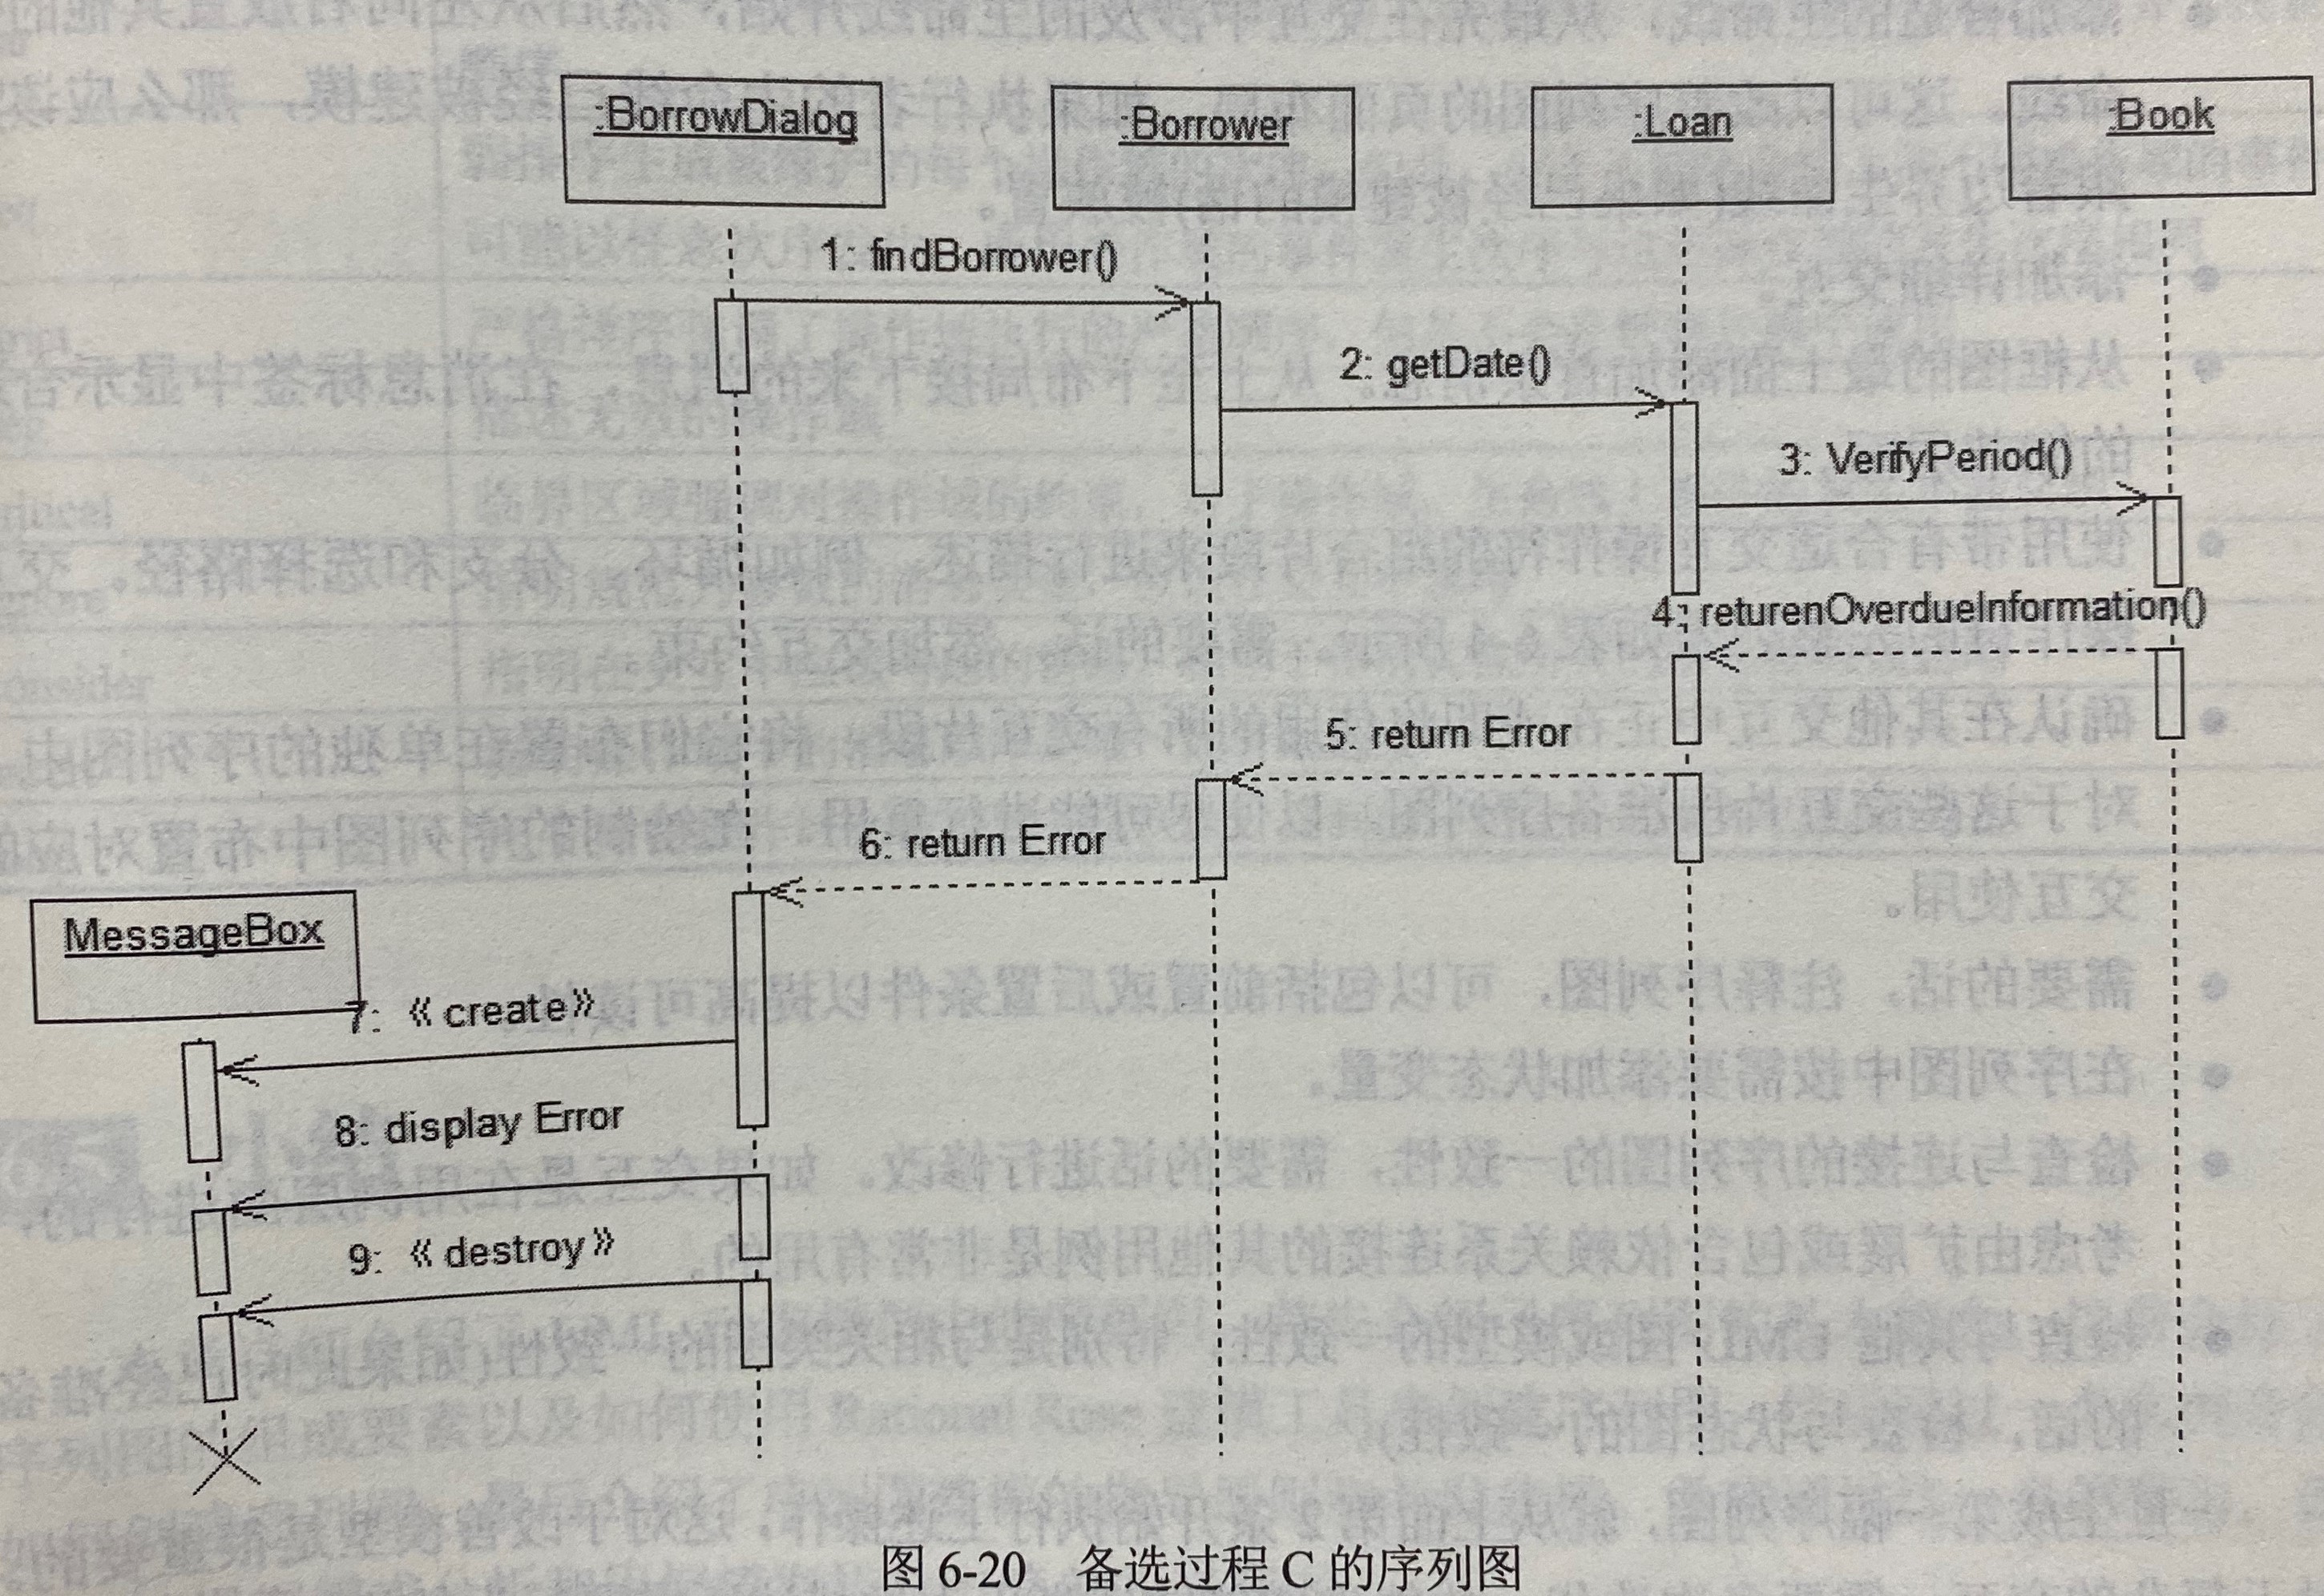 :BorrowDialog
:Borrower
:Loan
:Book
1: findBorrower()
2: getDate()
3: VerifyPeriod()
4: returenOverdueInformation()
5: return Error
6: return Error
MessageBox
7: 《create》
8: display Error
9: 《destroy》
图 6-20 备选过程 C 的序列图